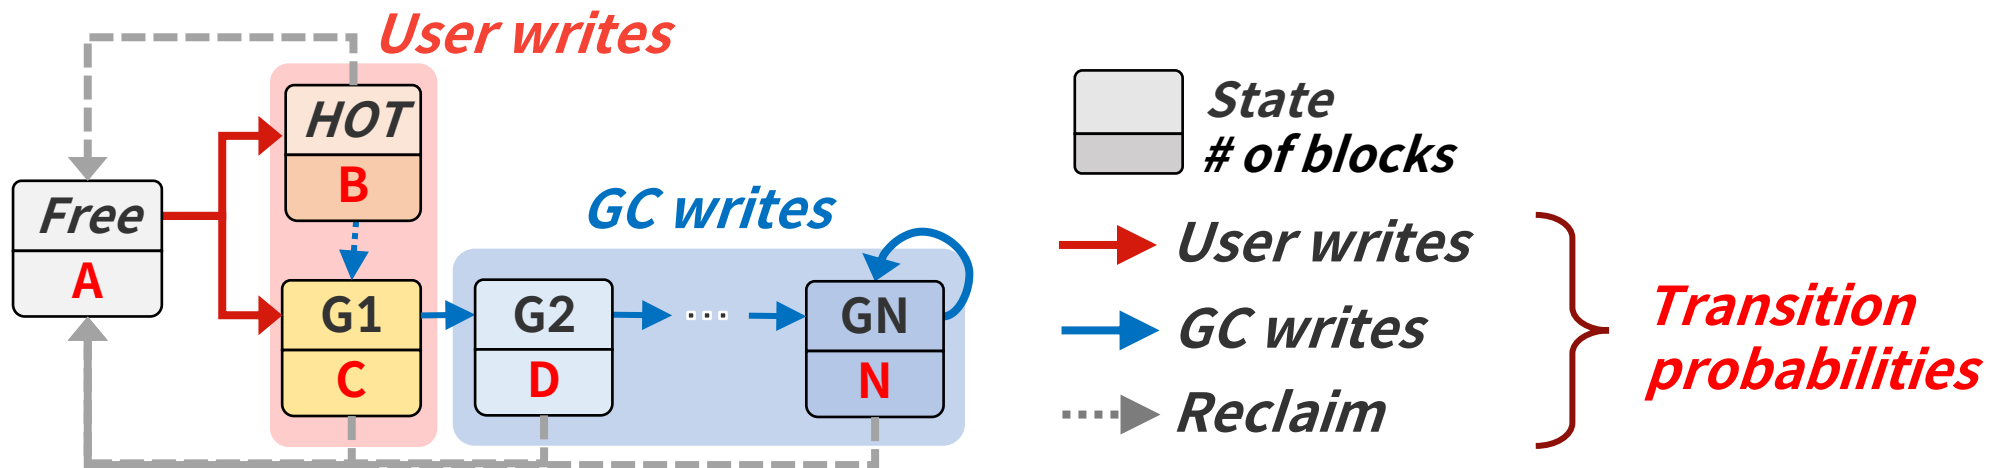 User writes
HOT
B
Free
A
GC writes
G1
C
G2
D
...
GN
N
State
# of blocks
User writes
GC writes
Reclaim
Transition
probabilities